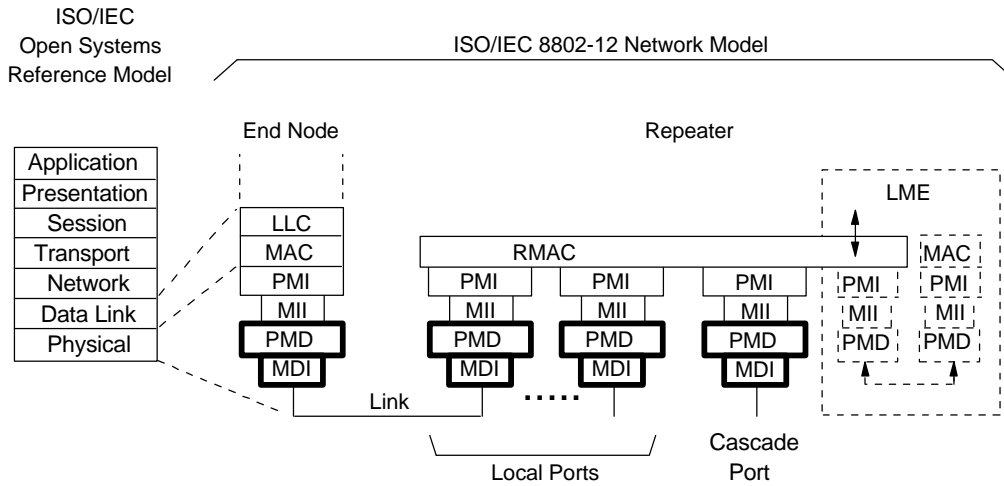 ISO/IEC
Open Systems
Reference Model
ISO/IEC 8802-12 Network Model
End Node
Repeater
Application
Presentation
Session
Transport
Network
Data Link
Physical
LLC
MAC
PMI
MII
PMD
MDI
Link
RMAC
PMI
MII
PMD
MDI
PMI
MII
PMD
MDI
.....
Local Ports
PMI
MII
PMD
MDI
Cascade
Port
LME
PMI
MII
PMD
MAC
PMI
MII
PMD